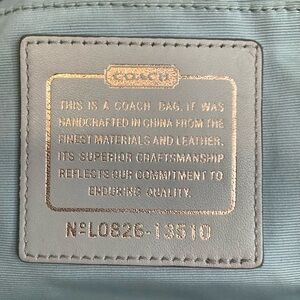 COACH
THIS IS A COACH BAG. IT WAS
HANDCRAFTED IN CHINA FROM THE
FINEST MATERIALS AND LEATHER.
ITS SUPERIOR CRAFTSMANSHIP
REFLECTS OUR COMMITMENT TO
ENDURING QUALITY.
NºL0826-13510